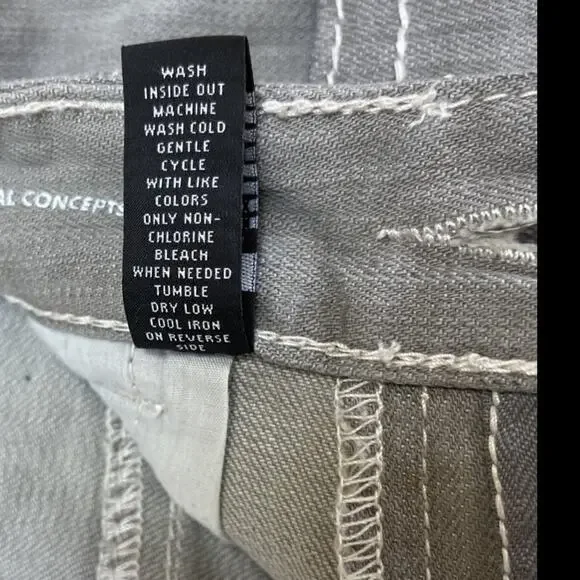 WASH
INSIDE OUT
MACHINE
WASH COLD
GENTLE
CYCLE
WITH LIKE
COLORS
ONLY NON-
CHLORINE
BLEACH
WHEN NEEDED
TUMBLE
DRY LOW
COOL IRON
ON REVERSE
SIDE
AL CONCEPTS